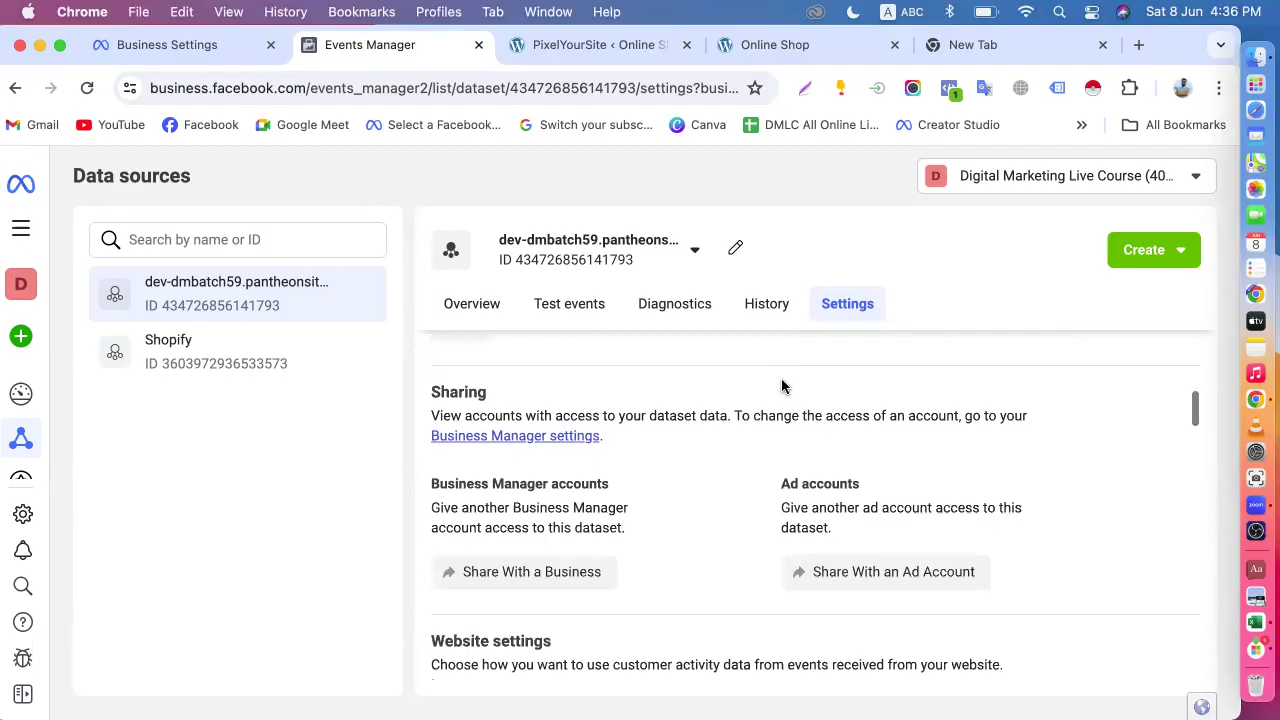 Chrome File Edit View History Bookmarks Profiles Tab Window Help A ABC Sat 8 Jun 4:36 PM
Business Settings Events Manager PixelYourSite ‹ Online S Online Shop New Tab
business.facebook.com/events_manager2/list/dataset/434726856141793/settings?busi...
1
Gmail YouTube Facebook Google Meet Select a Facebook... Switch your subsc... Canva DMLC All Online Li... Creator Studio All Bookmarks
Data sources
D Digital Marketing Live Course (40...
Search by name or ID
dev-dmbatch59.pantheonsit...
ID 434726856141793
Shopify
ID 3603972936533573
D
dev-dmbatch59.pantheons...
ID 434726856141793
Create
Overview Test events Diagnostics History Settings
Sharing
View accounts with access to your dataset data. To change the access of an account, go to your
Business Manager settings.
Business Manager accounts
Give another Business Manager
account access to this dataset.
Share With a Business
Ad accounts
Give another ad account access to this
dataset.
Share With an Ad Account
Website settings
Choose how you want to use customer activity data from events received from your website.
JUN
8
tv
zoom
Aa